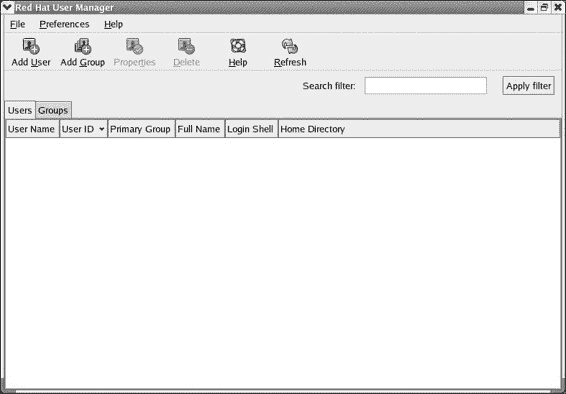 Red Hat User Manager
File Preferences Help
Add User Add Group Properties Delete Help Refresh
Search filter: Apply filter
Users Groups
User Name User ID Primary Group Full Name Login Shell Home Directory